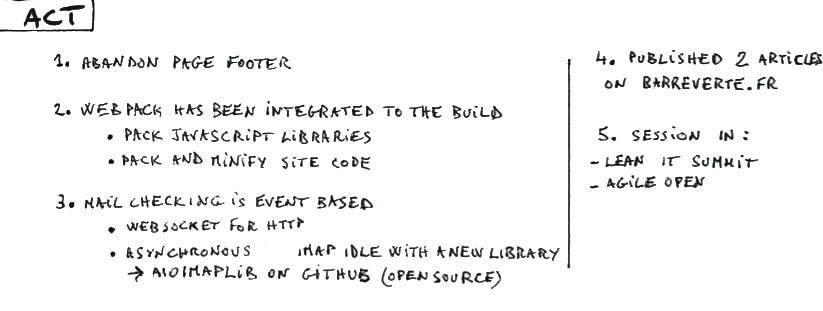 ACT
1. ABANDON PAGE FOOTER
2. WEBPACK HAS BEEN INTEGRATED TO THE BUILD
• PACK JAVASCRIPT LIBRARIES
• PACK AND MINIFY SITE CODE
3. MAIL CHECKING IS EVENT BASED
• WEBSOCKET FOR HTTP
• ASYNCHRONOUS IMAP IDLE WITH A NEW LIBRARY
→ AIOIMAPLIB ON GITHUB (OPEN SOURCE)
4. PUBLISHED 2 ARTICLES
ON BARREVERTE.FR
5. SESSION IN :
- LEAN IT SUMMIT
- AGILE OPEN